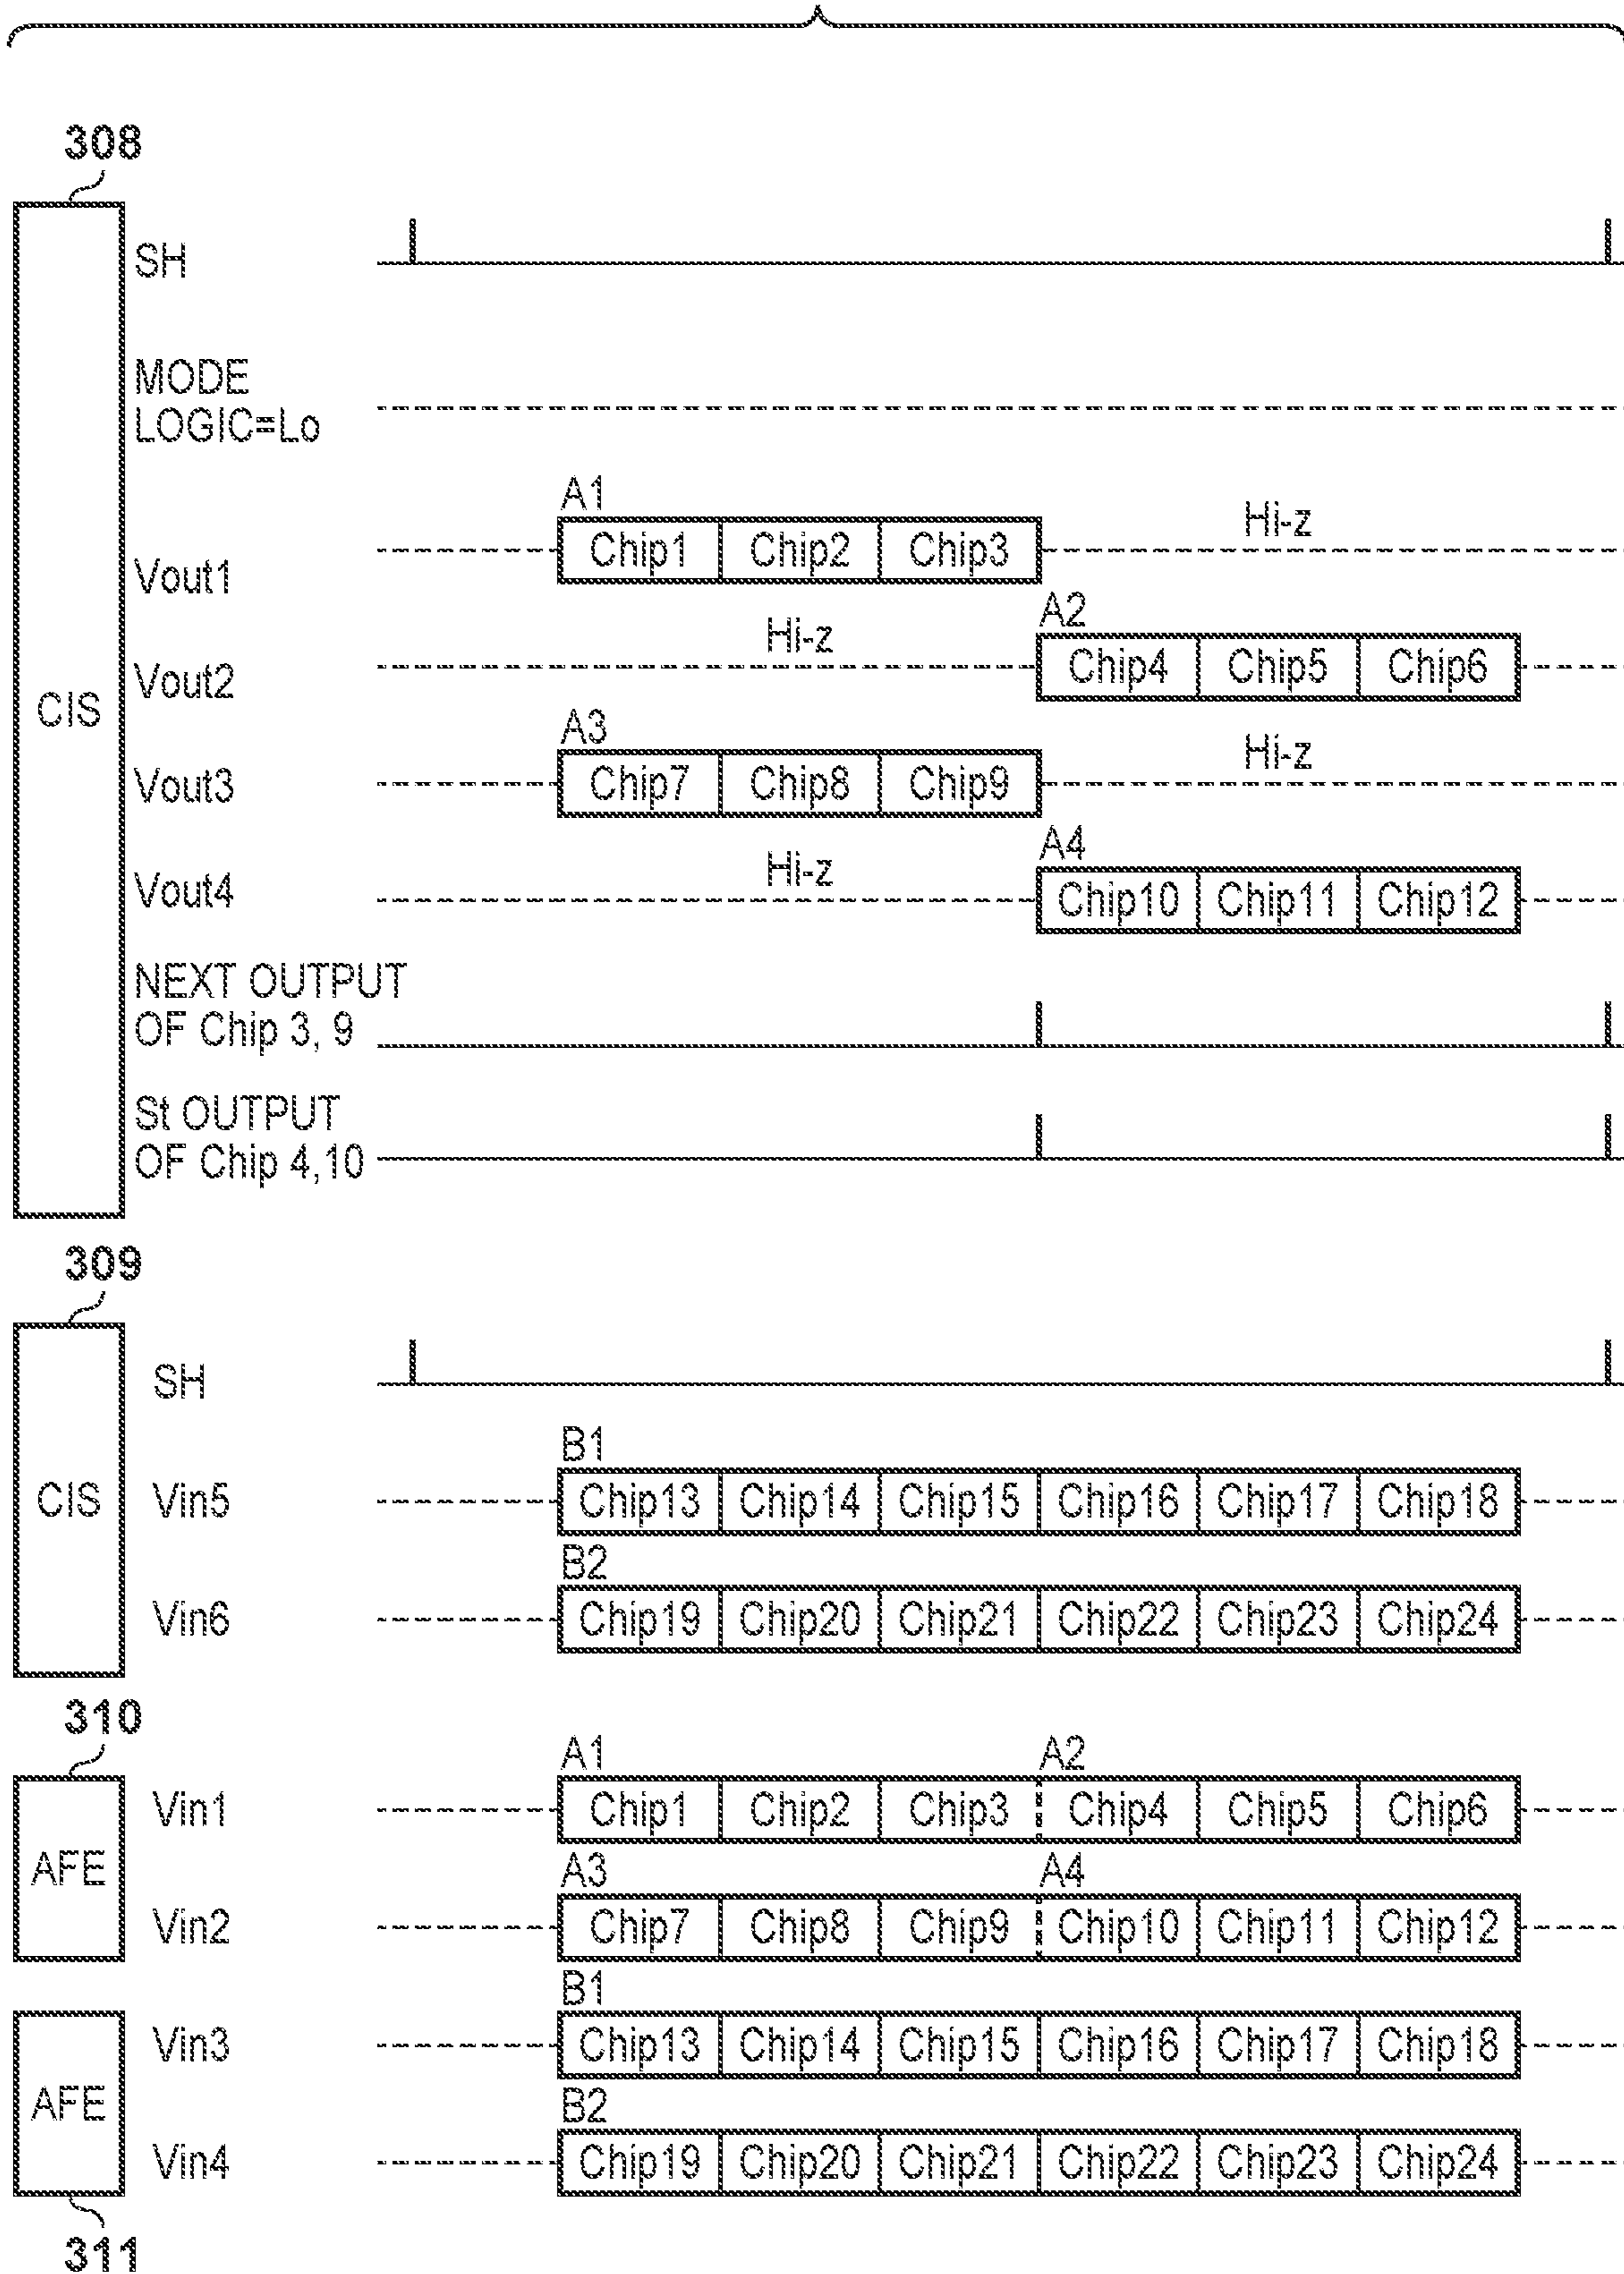 308
CIS
SH
MODE
LOGIC=Lo
A1
Vout1 Chip1 Chip2 Chip3 Hi-z
A2
Vout2 Hi-z Chip4 Chip5 Chip6
A3
Vout3 Chip7 Chip8 Chip9 Hi-z
A4
Vout4 Hi-z Chip10 Chip11 Chip12
NEXT OUTPUT
OF Chip 3, 9
St OUTPUT
OF Chip 4,10
309
CIS
SH
B1
Vin5 Chip13 Chip14 Chip15 Chip16 Chip17 Chip18
B2
Vin6 Chip19 Chip20 Chip21 Chip22 Chip23 Chip24
310
AFE
A1 A2
Vin1 Chip1 Chip2 Chip3 Chip4 Chip5 Chip6
A3 A4
Vin2 Chip7 Chip8 Chip9 Chip10 Chip11 Chip12
AFE
B1
Vin3 Chip13 Chip14 Chip15 Chip16 Chip17 Chip18
B2
Vin4 Chip19 Chip20 Chip21 Chip22 Chip23 Chip24
311